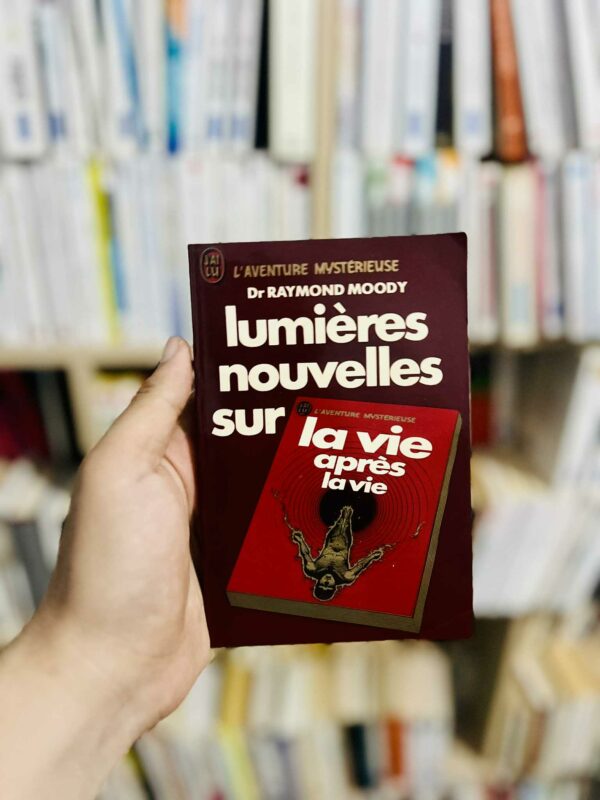 J'AI
LU
L'AVENTURE MYSTÉRIEUSE
Dr RAYMOND MOODY
lumières
nouvelles
sur
J'AI
LU
L'AVENTURE MYSTÉRIEUSE
la vie
après
la vie